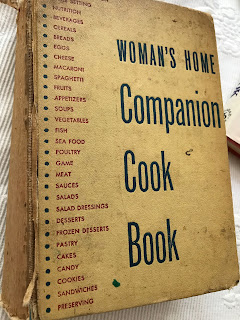 SETTING
NUTRITION
BEVERAGES
CEREALS
BREADS
EGGS
CHEESE
MACARONI
SPAGHETTI
FRUITS
APPETIZERS
SOUPS
VEGETABLES
FISH
SEA FOOD
POULTRY
GAME
MEAT
SAUCES
SALADS
SALAD DRESSINGS
DESSERTS
FROZEN DESSERTS
PASTRY
CAKES
CANDY
COOKIES
SANDWICHES
PRESERVING
WOMAN'S HOME
Companion
Cook
Book